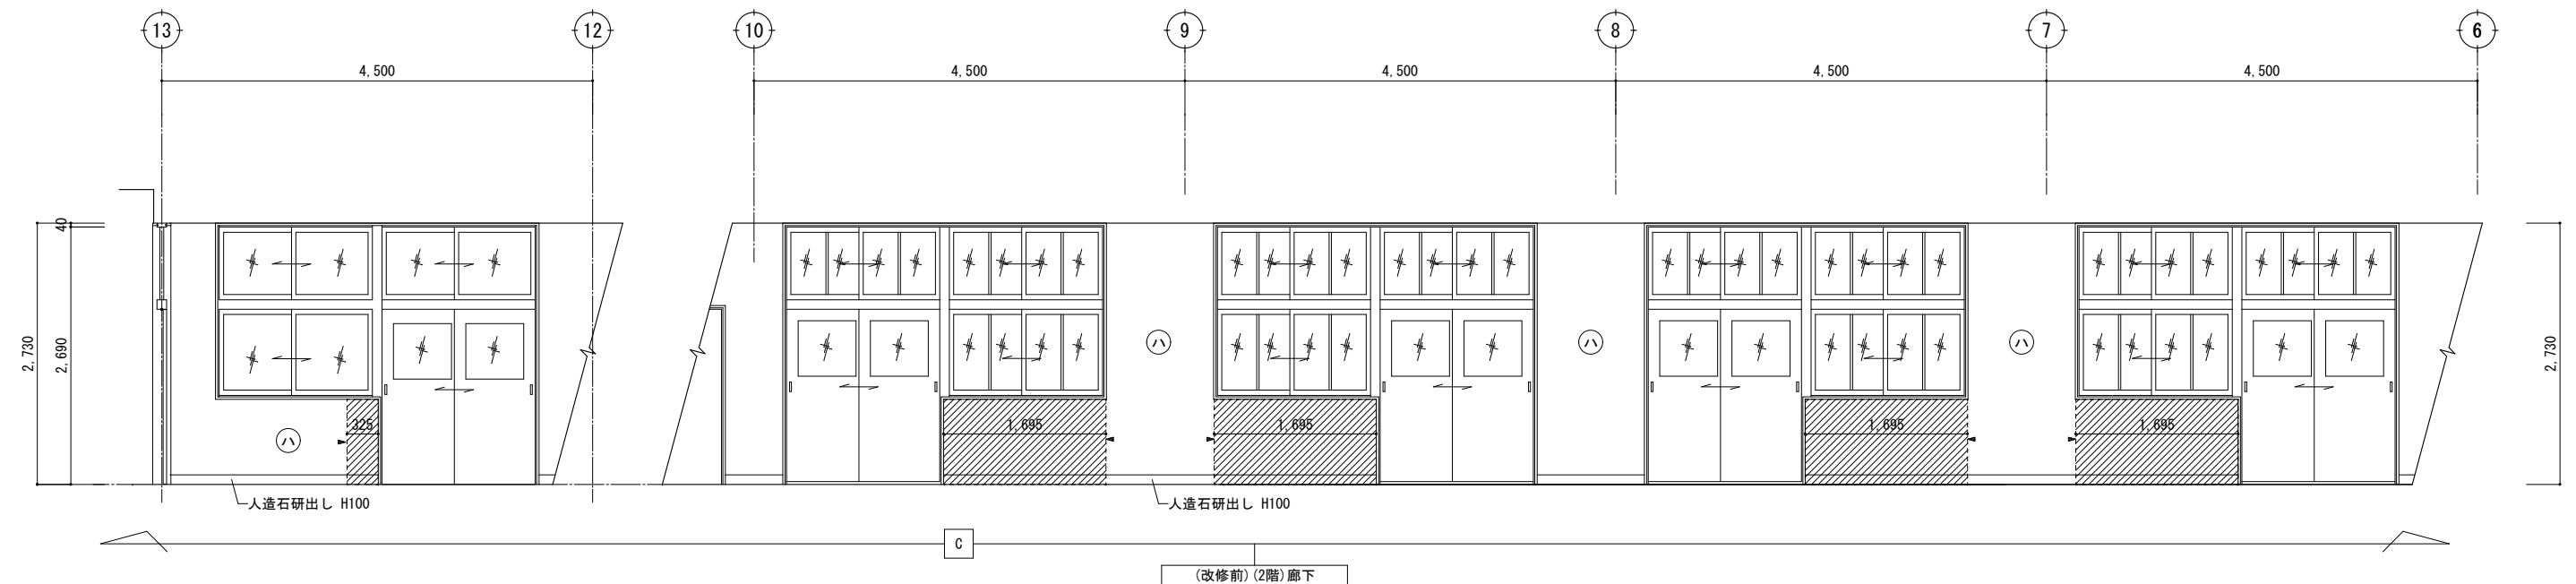 13 12 10 9 8 7 6
4,500 4,500 4,500 4,500 4,500
40
2,730 2,690 2,730
ハ ハ ハ
ハ
325 1,695 1,695 1,695 1,695
人造石研出し H100 人造石研出し H100
C
(改修前)(2階)廊下